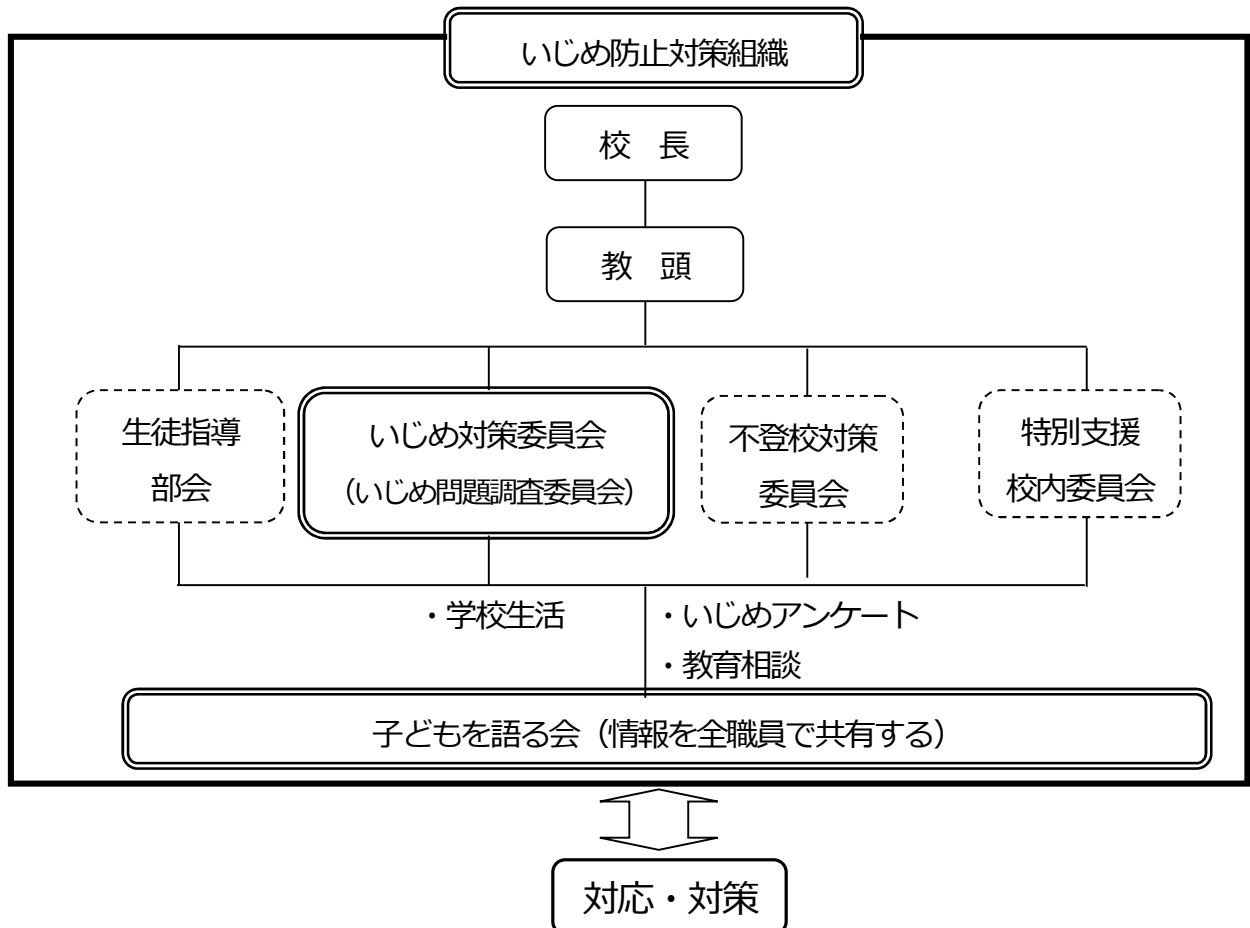 いじめ防止対策組織
校　長
教　頭
生徒指導
部会
いじめ対策委員会
（いじめ問題調査委員会）
不登校対策
委員会
特別支援
校内委員会
・学校生活
・いじめアンケート
・教育相談
子どもを語る会（情報を全職員で共有する）
対応・対策